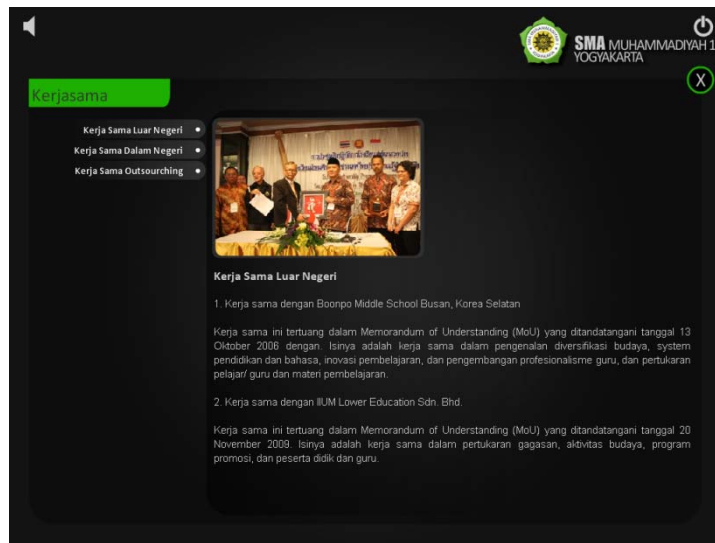 SMA MUHAMMADIYAH 1
YOGYAKARTA
X
Kerjasama
Kerja Sama Luar Negeri
Kerja Sama Dalam Negeri
Kerja Sama Outsourching
Kerja Sama Luar Negeri
1. Kerja sama dengan Boonpo Middle School Busan, Korea Selatan
Kerja sama ini tertuang dalam Memorandum of Understanding (MoU) yang ditandatangani tanggal 13
Oktober 2006 dengan. Isinya adalah kerja sama dalam pengenalan diversifikasi budaya, system
pendidikan dan bahasa, inovasi pembelajaran, dan pengembangan profesionalisme guru, dan pertukaran
pelajar/ guru dan materi pembelajaran.
2. Kerja sama dengan IIUM Lower Education Sdn. Bhd.
Kerja sama ini tertuang dalam Memorandum of Understanding (MoU) yang ditandatangani tanggal 20
November 2009. Isinya adalah kerja sama dalam pertukaran gagasan, aktivitas budaya, program
promosi, dan peserta didik dan guru.